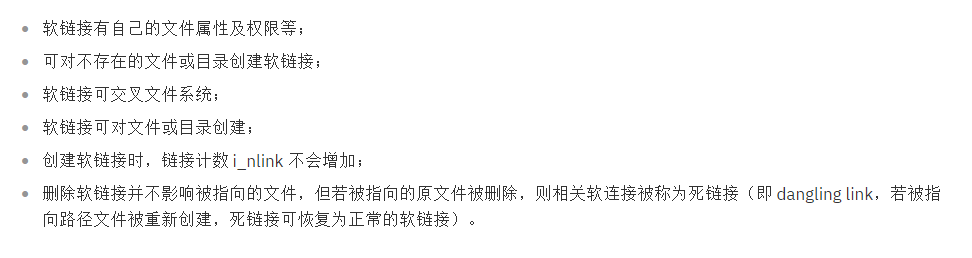 • 软链接有自己的文件属性及权限等；
• 可对不存在的文件或目录创建软链接；
• 软链接可交叉文件系统；
• 软链接可对文件或目录创建；
• 创建软链接时，链接计数 i_nlink 不会增加；
• 删除软链接并不影响被指向的文件，但若被指向的原文件被删除，则相关软连接被称为死链接（即 dangling link，若被指
向路径文件被重新创建，死链接可恢复为正常的软链接）。